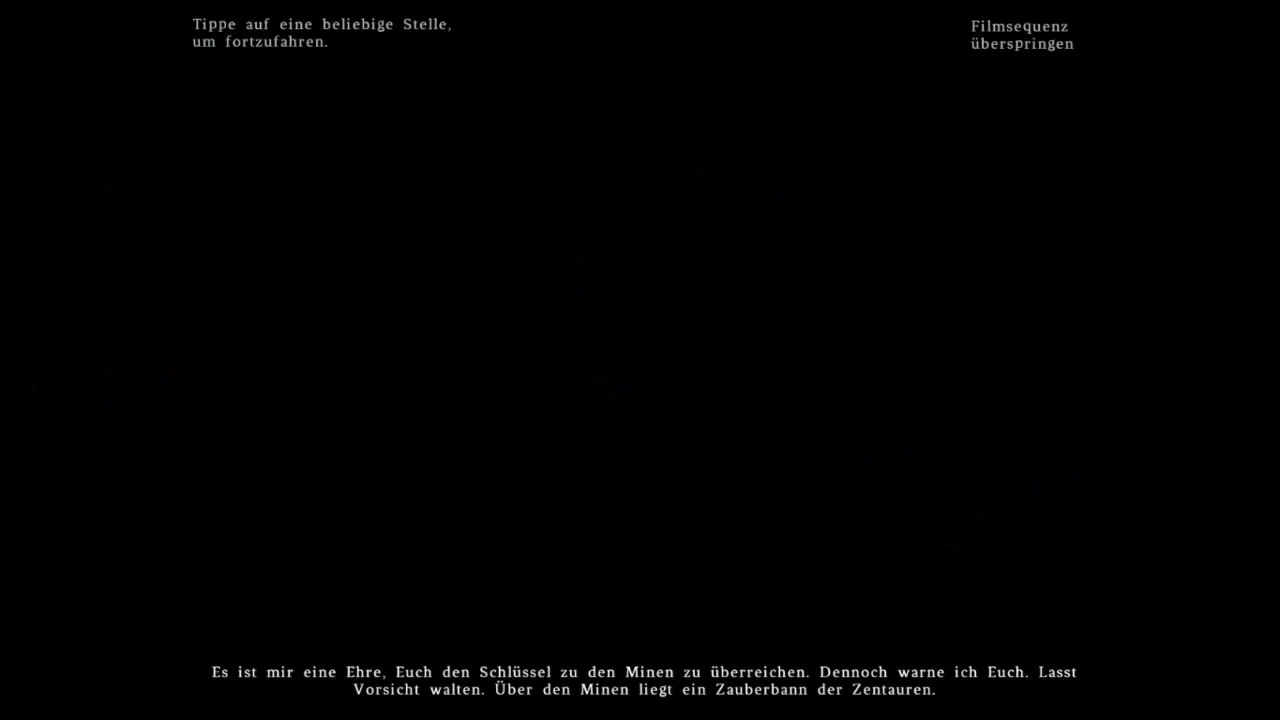 Tippe auf eine beliebige Stelle,
um fortzufahren.
Filmsequenz
überspringen
Es ist mir eine Ehre, Euch den Schlüssel zu den Minen zu überreichen. Dennoch warne ich Euch. Lasst
Vorsicht walten. Über den Minen liegt ein Zauberbann der Zentauren.